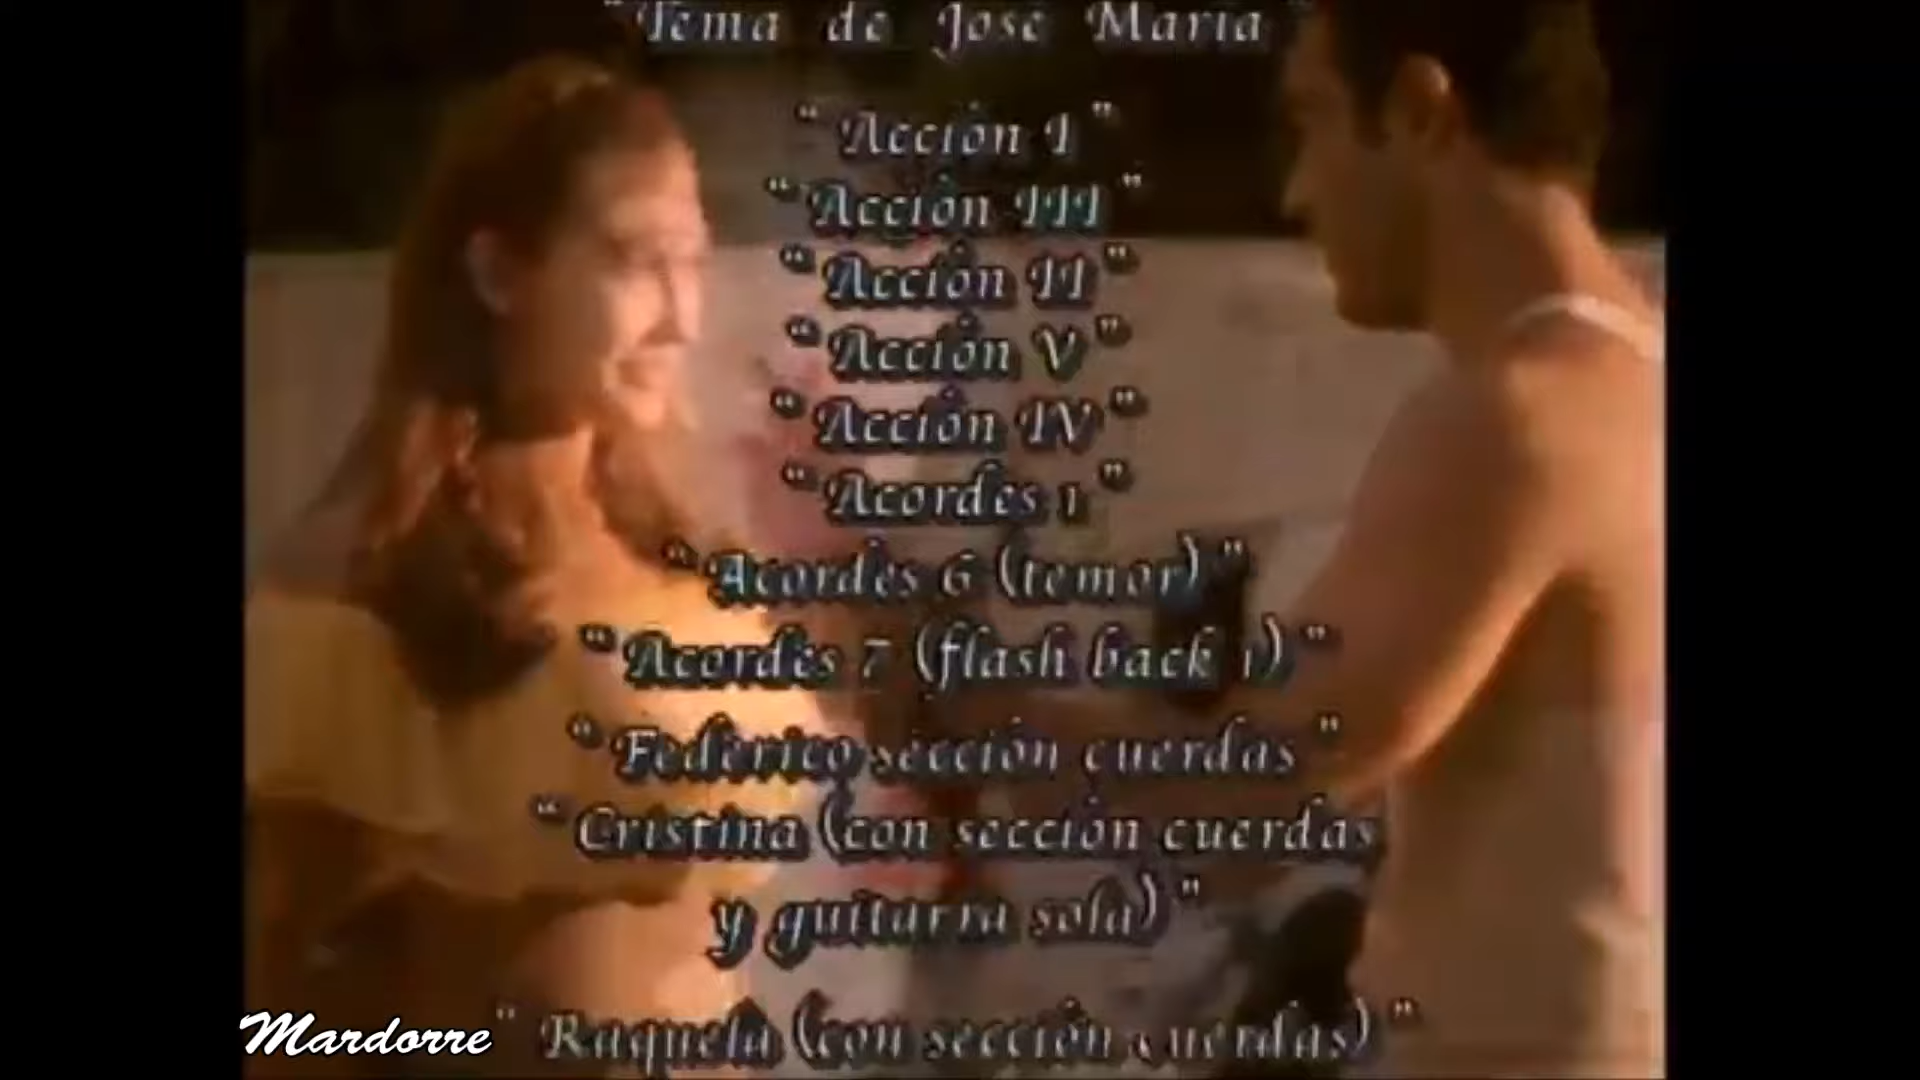 "Tema de José María"
"Acción I"
"Acción III"
"Acción II"
"Acción V"
"Acción IV"
"Acordes 1"
"Acordes 6 (temor)"
"Acordes 7 (flash back 1)"
"Federico sección cuerdas"
"Cristina (con sección cuerdas
y guitarra sola)"
"Raquela (con sección cuerdas)"
Mardorre